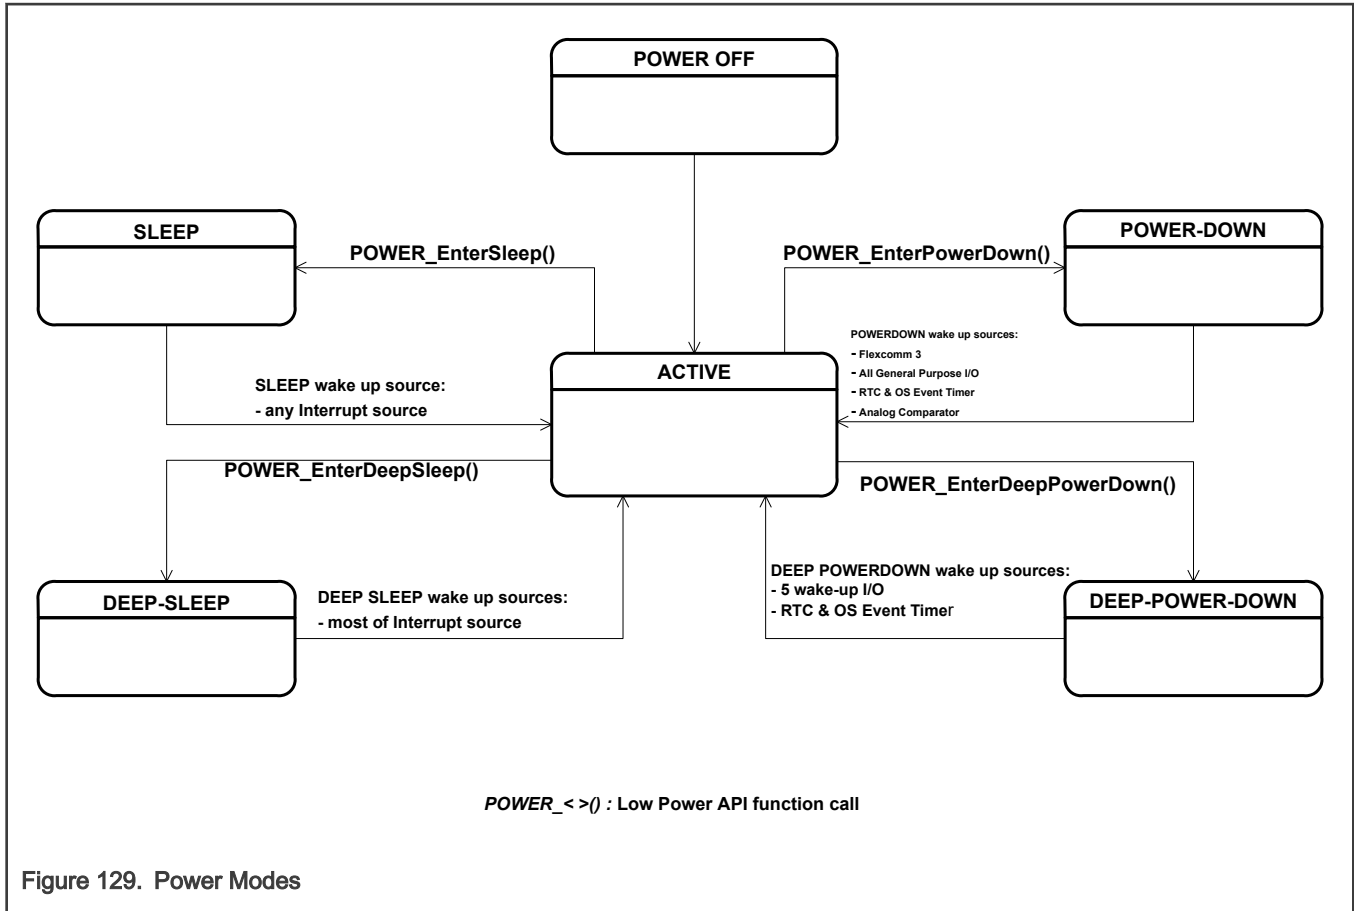 POWER OFF
SLEEP
POWER-DOWN
POWER_EnterSleep()
POWER_EnterPowerDown()
POWERDOWN wake up sources:
- Flexcomm 3
- All General Purpose I/O
- RTC & OS Event Timer
- Analog Comparator
ACTIVE
SLEEP wake up source:
- any Interrupt source
POWER_EnterDeepSleep()
POWER_EnterDeepPowerDown()
DEEP-SLEEP
DEEP SLEEP wake up sources:
- most of Interrupt source
DEEP POWERDOWN wake up sources:
- 5 wake-up I/O
- RTC & OS Event Timer
DEEP-POWER-DOWN
POWER_< >() : Low Power API function call
Figure 129. Power Modes